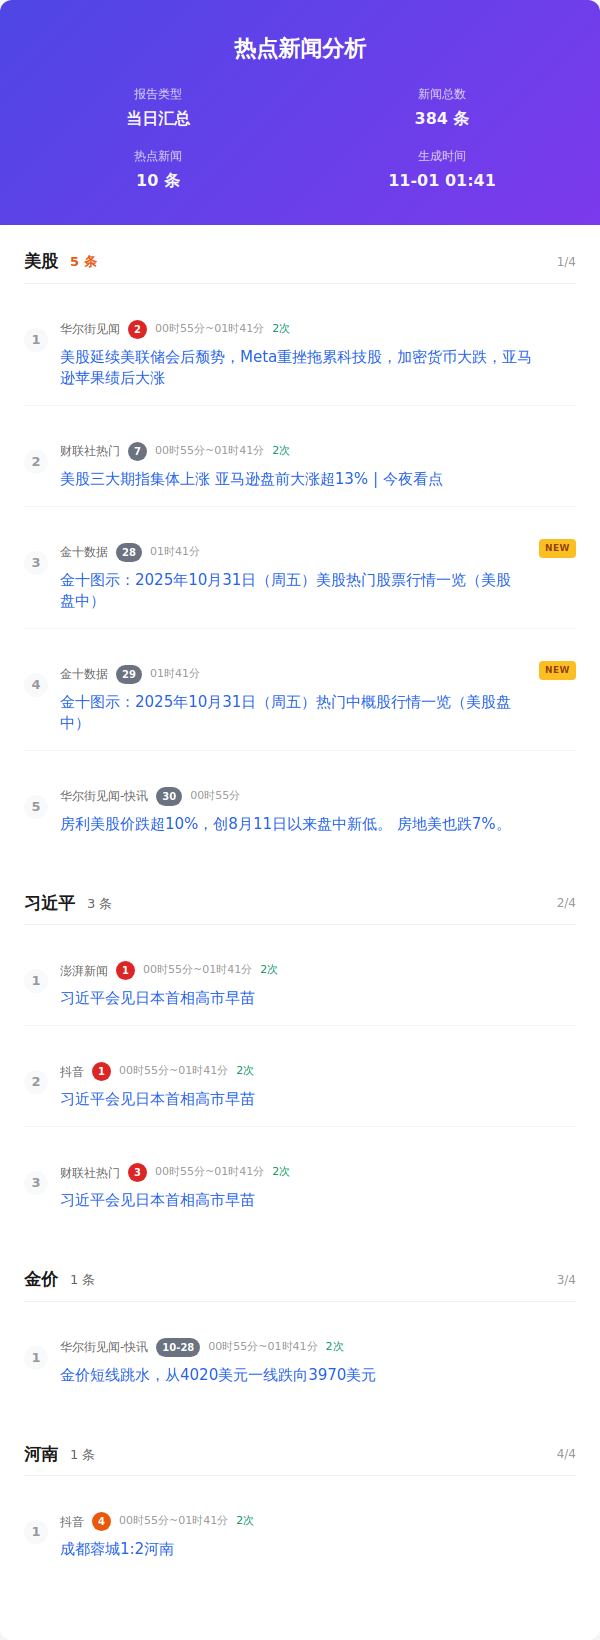 热点新闻分析
报告类型
新闻总数
当日汇总
384 条
热点新闻
生成时间
10 条
11-01 01:41
美股 5 条 1/4
1
华尔街见闻 2 00时55分~01时41分 2次
美股延续美联储会后颓势，Meta重挫拖累科技股，加密货币大跌，亚马
逊苹果绩后大涨
2
财联社热门 7 00时55分~01时41分 2次
美股三大期指集体上涨 亚马逊盘前大涨超13% | 今夜看点
3
金十数据 28 01时41分 NEW
金十图示：2025年10月31日（周五）美股热门股票行情一览（美股
盘中）
4
金十数据 29 01时41分 NEW
金十图示：2025年10月31日（周五）热门中概股行情一览（美股盘
中）
5
华尔街见闻-快讯 30 00时55分
房利美股价跌超10%，创8月11日以来盘中新低。 房地美也跌7%。
习近平 3 条 2/4
1
澎湃新闻 1 00时55分~01时41分 2次
习近平会见日本首相高市早苗
2
抖音 1 00时55分~01时41分 2次
习近平会见日本首相高市早苗
3
财联社热门 3 00时55分~01时41分 2次
习近平会见日本首相高市早苗
金价 1 条 3/4
1
华尔街见闻-快讯 10-28 00时55分~01时41分 2次
金价短线跳水，从4020美元一线跌向3970美元
河南 1 条 4/4
1
抖音 4 00时55分~01时41分 2次
成都蓉城1:2河南